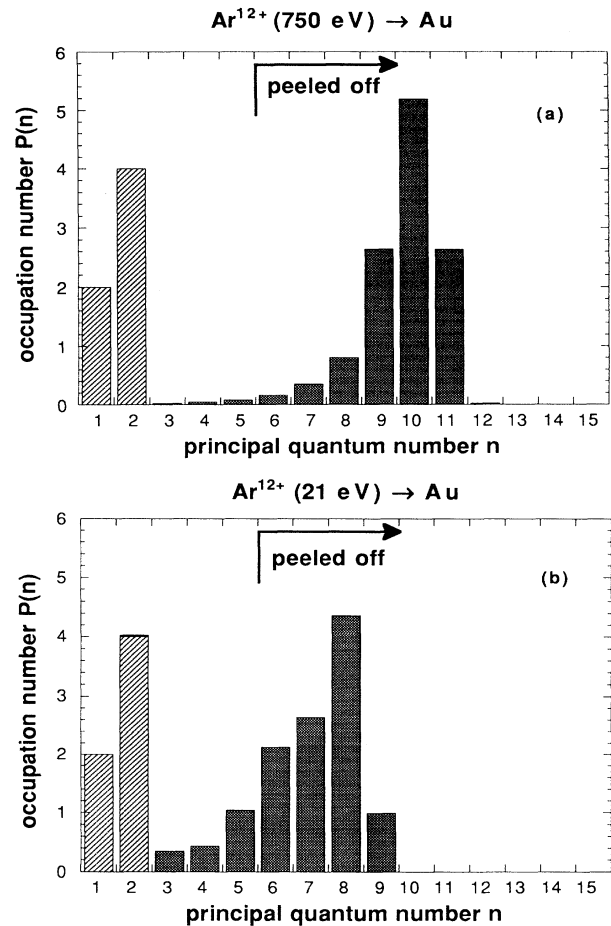 Ar¹²⁺ (750 eV) → Au
6
5
4
3
2
1
0
occupation number P(n)
peeled off
(a)
1 2 3 4 5 6 7 8 9 10 11 12 13 14 15
principal quantum number n
Ar¹²⁺ (21 eV) → Au
6
5
4
3
2
1
0
occupation number P(n)
peeled off
(b)
1 2 3 4 5 6 7 8 9 10 11 12 13 14 15
principal quantum number n